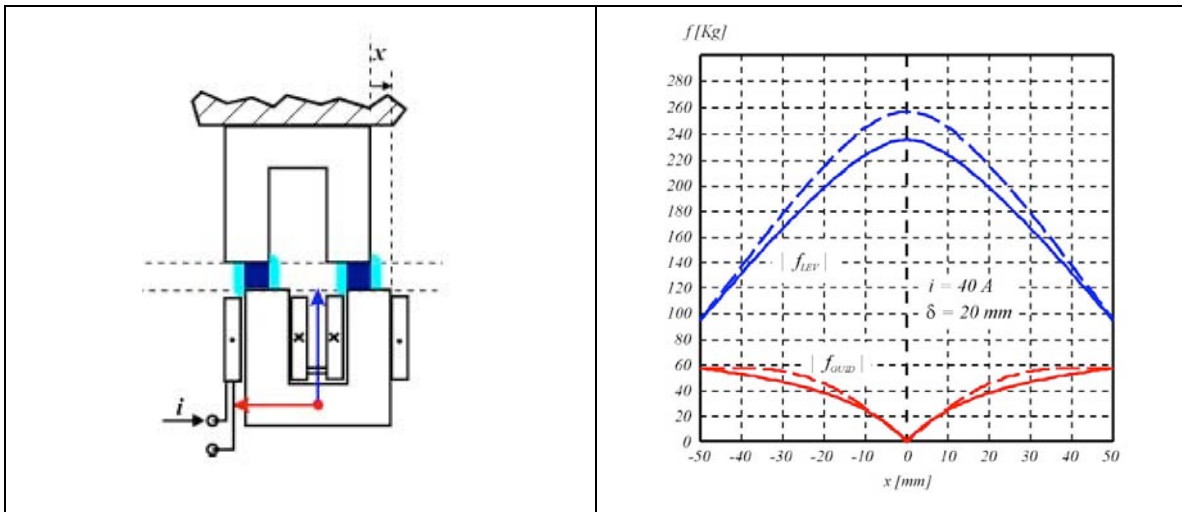 x
i
f [Kg]
280
260
240
220
200
180
160
140
120
100
80
60
40
20
0
| f_LEV |
i = 40 A
δ = 20 mm
| f_GUID |
-50 -40 -30 -20 -10 0 10 20 30 40 50
x [mm]